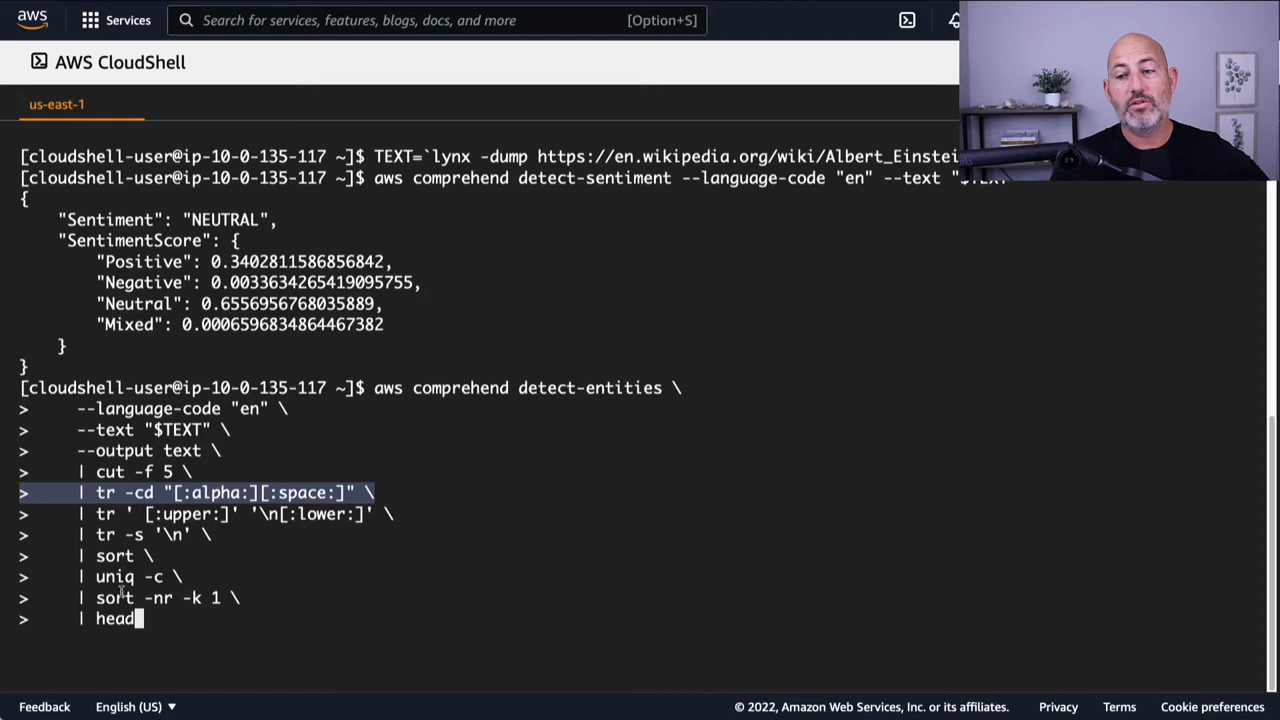 aws
Services
Search for services, features, blogs, docs, and more
[Option+S]
AWS CloudShell
us-east-1
[cloudshell-user@ip-10-0-135-117 ~]$ TEXT=`lynx -dump https://en.wikipedia.org/wiki/Albert_Einstei
[cloudshell-user@ip-10-0-135-117 ~]$ aws comprehend detect-sentiment --language-code "en" --text "$TEXT"
{
"Sentiment": "NEUTRAL",
"SentimentScore": {
"Positive": 0.3402811586856842,
"Negative": 0.0033634265419095755,
"Neutral": 0.6556956768035889,
"Mixed": 0.0006596834864467382
}
}
[cloudshell-user@ip-10-0-135-117 ~]$ aws comprehend detect-entities \
> --language-code "en" \
> --text "$TEXT" \
> --output text \
> | cut -f 5 \
> | tr -cd "[:alpha:][:space:]" \
> | tr ' [:upper:]' '\n[:lower:]' \
> | tr -s '\n' \
> | sort \
> | uniq -c \
> | sort -nr -k 1 \
> | head
Feedback English (US) © 2022, Amazon Web Services, Inc. or its affiliates. Privacy Terms Cookie preferences